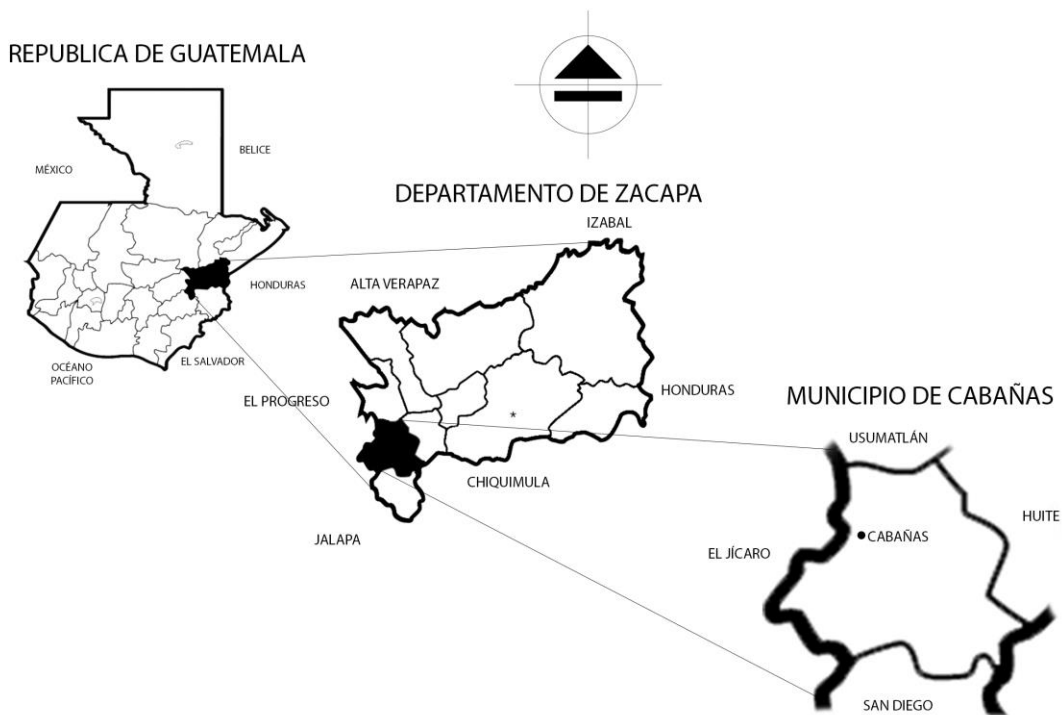 REPUBLICA DE GUATEMALA
MÉXICO
BELICE
HONDURAS
EL SALVADOR
OCÉANO
PACÍFICO
DEPARTAMENTO DE ZACAPA
IZABAL
ALTA VERAPAZ
EL PROGRESO
HONDURAS
*
CHIQUIMULA
JALAPA
MUNICIPIO DE CABAÑAS
USUMATLÁN
HUITE
CABAÑAS
EL JÍCARO
SAN DIEGO